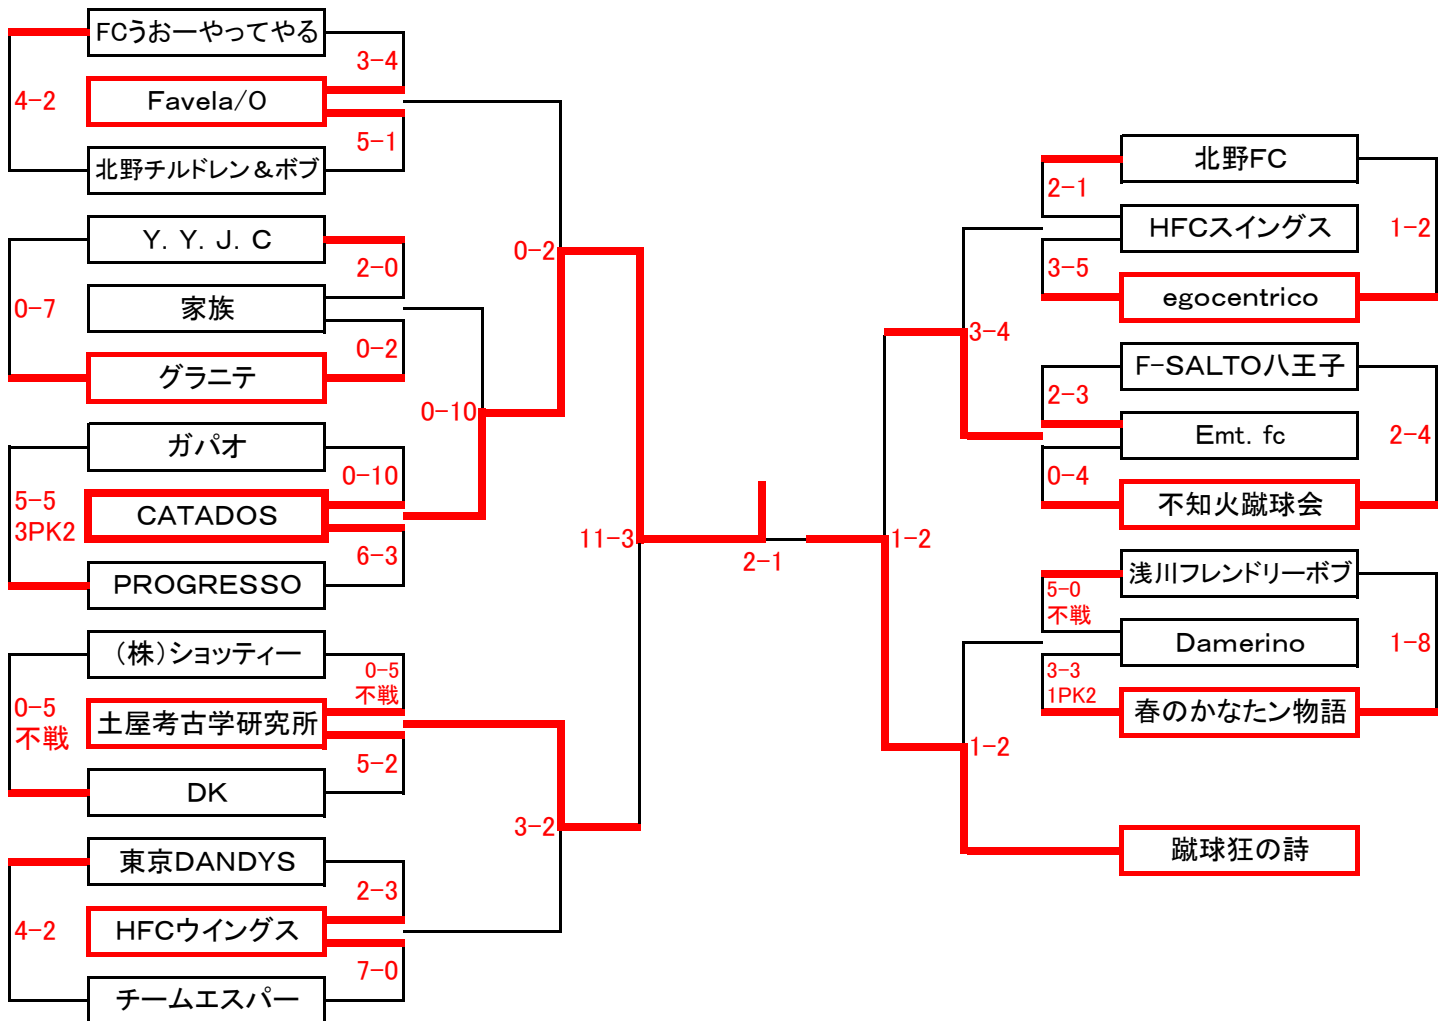 FCうおーやってやる
3-4
4-2
Favela/O
5-1
北野チルドレン＆ボブ
Y. Y. J. C
2-0
0-7
家族
0-2
グラニテ
0-2
0-10
ガパオ
0-10
5-5
3PK2
CATADOS
6-3
PROGRESSO
11-3
2-1
（株）ショッティー
0-5
不戦
0-5
不戦
土屋考古学研究所
5-2
DK
3-2
東京DANDYS
2-3
4-2
HFCウイングス
7-0
チームエスパー
北野FC
2-1
HFCスイングス
1-2
3-5
egocentrico
3-4
F-SALTO八王子
2-3
Emt. fc
2-4
0-4
不知火蹴球会
1-2
浅川フレンドリーボブ
5-0
不戦
Damerino
1-8
3-3
1PK2
春のかなたン物語
1-2
蹴球狂の詩